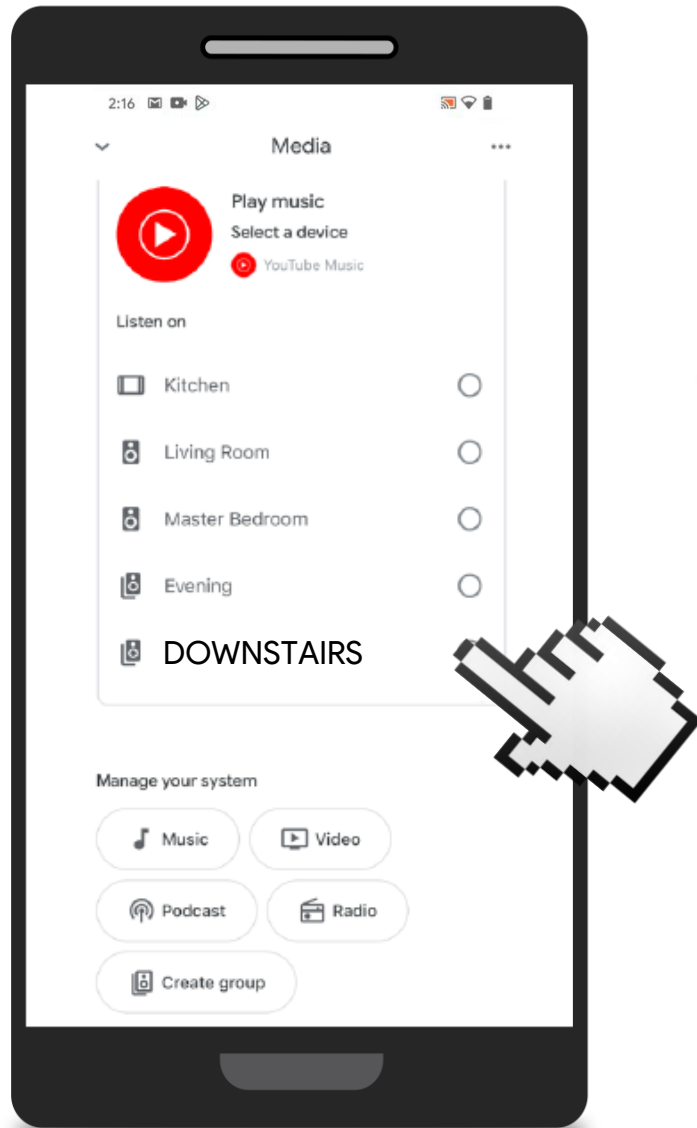 2:16
Media
Play music
Select a device
YouTube Music
Listen on
Kitchen
Living Room
Master Bedroom
Evening
DOWNSTAIRS
Manage your system
Music
Video
Podcast
Radio
Create group